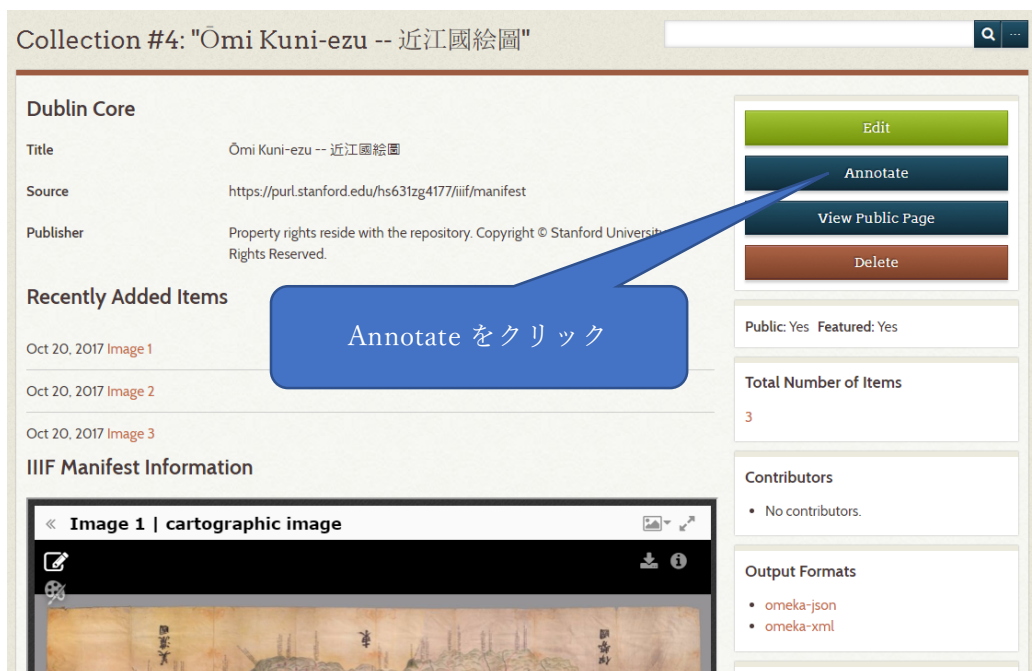 Collection #4: "Ōmi Kuni-ezu -- 近江國絵圖"
...
Dublin Core
Title
Ōmi Kuni-ezu -- 近江國絵圖
Source
https://purl.stanford.edu/hs631zg4177/iiif/manifest
Publisher
Property rights reside with the repository. Copyright © Stanford University
Rights Reserved.
Recently Added Items
Oct 20, 2017 Image 1
Oct 20, 2017 Image 2
Oct 20, 2017 Image 3
IIIF Manifest Information
« Image 1 | cartographic image
東
Annotate をクリック
Edit
Annotate
View Public Page
Delete
Public: Yes Featured: Yes
Total Number of Items
3
Contributors
• No contributors.
Output Formats
• omeka-json
• omeka-xml